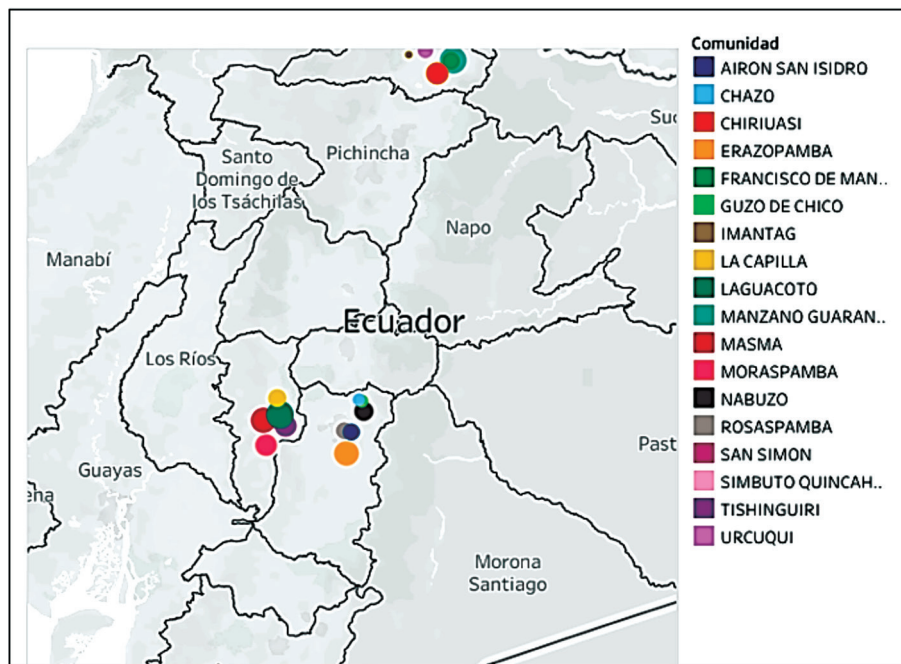 Comunidad
AIRON SAN ISIDRO
CHAZO
CHIRIUASI
ERAZOPAMBA
FRANCISCO DE MAN..
GUZO DE CHICO
IMANTAG
LA CAPILLA
LAGUACOTO
MANZANO GUARAN..
MASMA
MORASPAMBA
NABUZO
ROSASPAMBA
SAN SIMON
SIMBUTO QUINCAH..
TISHINGUIRI
URCUQUI
Suc
Santo
Domingo de
los Tsáchilas
Pichincha
Napo
Manabí
Ecuador
Los Ríos
Guayas
ena
Past
Morona
Santiago